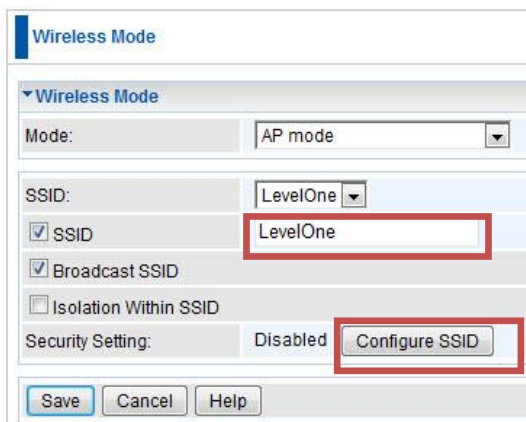 Wireless Mode
Wireless Mode
Mode: AP mode
SSID: LevelOne
SSID LevelOne
Broadcast SSID
Isolation Within SSID
Security Setting: Disabled Configure SSID
Save Cancel Help